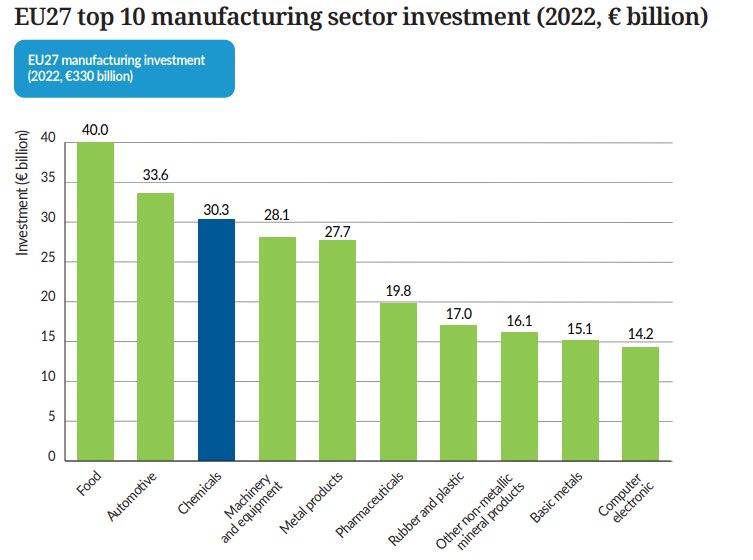 EU27 top 10 manufacturing sector investment (2022, € billion)
EU27 manufacturing investment
(2022, €330 billion)
Investment (€ billion)
40
35
30
25
20
15
10
5
0
40.0
33.6
30.3
28.1
27.7
19.8
17.0
16.1
15.1
14.2
Food
Automotive
Chemicals
Machinery
and equipment
Metal products
Pharmaceuticals
Rubber and plastic
Other non-metallic
mineral products
Basic metals
Computer
electronic